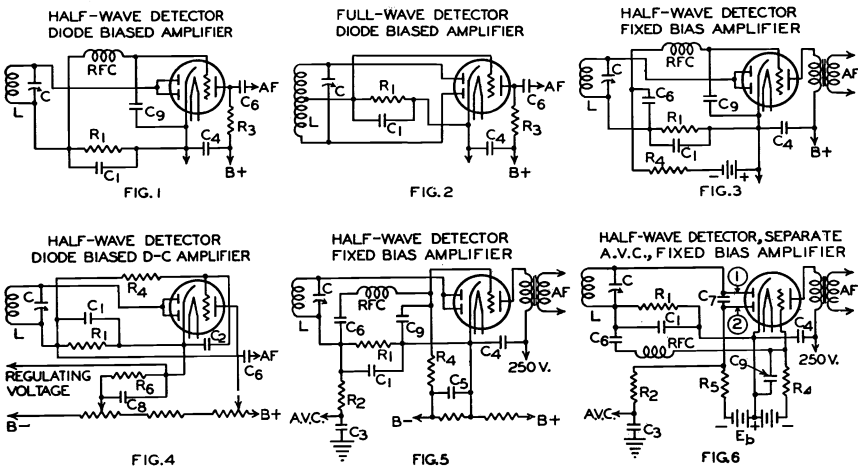 HALF-WAVE DETECTOR
DIODE BIASED AMPLIFIER
RFC
L
C
C9
C6
AF
R3
R1
C1
C4
B+
FIG.1
FULL-WAVE DETECTOR
DIODE BIASED AMPLIFIER
L
C
R1
C1
C6
AF
R3
C4
B+
FIG.2
HALF-WAVE DETECTOR
FIXED BIAS AMPLIFIER
RFC
L
C
C6
C9
AF
R1
C1
C4
B+
R4
- +
FIG.3
HALF-WAVE DETECTOR
DIODE BIASED D-C AMPLIFIER
R4
L
C
C1
R1
C2
C6
AF
REGULATING
VOLTAGE
R6
C8
B-
B+
FIG.4
HALF-WAVE DETECTOR
FIXED BIAS AMPLIFIER
L
C
RFC
C6
C9
AF
R1
C1
C4
250 V.
R4
R2
C5
A.V.C.
B-
B+
C3
FIG.5
HALF-WAVE DETECTOR, SEPARATE
A.V.C., FIXED BIAS AMPLIFIER
L
C
1
C7
2
AF
R1
C1
C4
C6
RFC
250 V.
C9
R2
R5
R4
A.V.C.
C3
- Eb + -
FIG.6